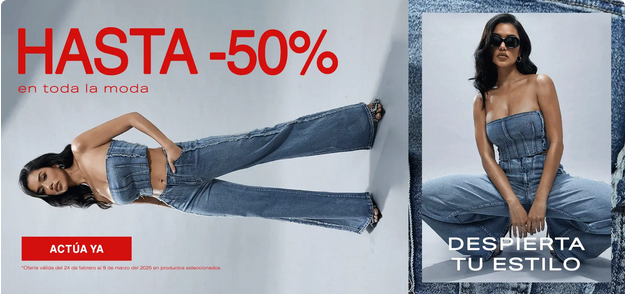 HASTA -50%
en toda la moda
ACTÚA YA
*Oferta válida del 24 de febrero al 9 de marzo del 2025 en productos seleccionados.
DESPIERTA
TU ESTILO